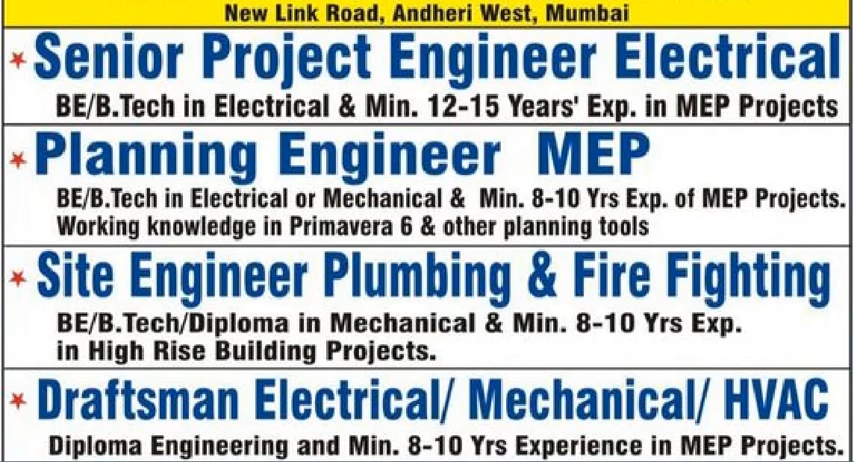 New Link Road, Andheri West, Mumbai
* Senior Project Engineer Electrical
BE/B.Tech in Electrical & Min. 12-15 Years' Exp. in MEP Projects
* Planning Engineer MEP
BE/B.Tech in Electrical or Mechanical & Min. 8-10 Yrs Exp. of MEP Projects.
Working knowledge in Primavera 6 & other planning tools
* Site Engineer Plumbing & Fire Fighting
BE/B.Tech/Diploma in Mechanical & Min. 8-10 Yrs Exp.
in High Rise Building Projects.
* Draftsman Electrical/ Mechanical/ HVAC
Diploma Engineering and Min. 8-10 Yrs Experience in MEP Projects.